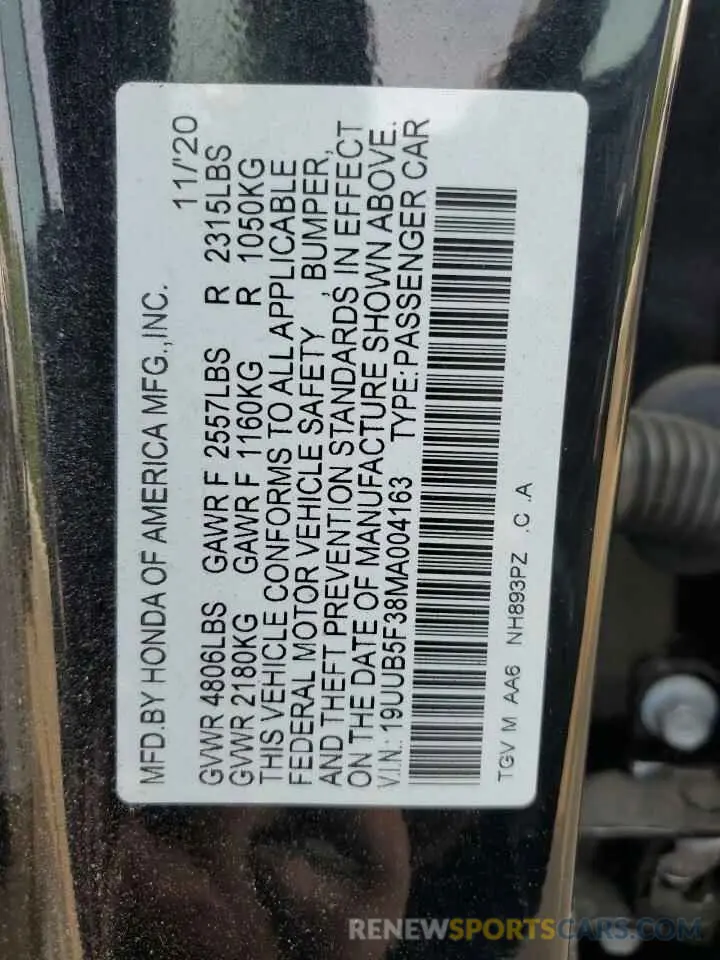 MFD.BY HONDA OF AMERICA MFG.,INC. 11/'20
GVWR 4806LBS GAWR F 2557LBS R 2315LBS
GVWR 2180KG GAWR F 1160KG R 1050KG
THIS VEHICLE CONFORMS TO ALL APPLICABLE
FEDERAL MOTOR VEHICLE SAFETY , BUMPER,
AND THEFT PREVENTION STANDARDS IN EFFECT
ON THE DATE OF MANUFACTURE SHOWN ABOVE.
V.I.N.: 19UUB5F38MA004163 TYPE:PASSENGER CAR
TGV M AA6 NH893PZ .C .A
RENEWSPORTSCARS.COM